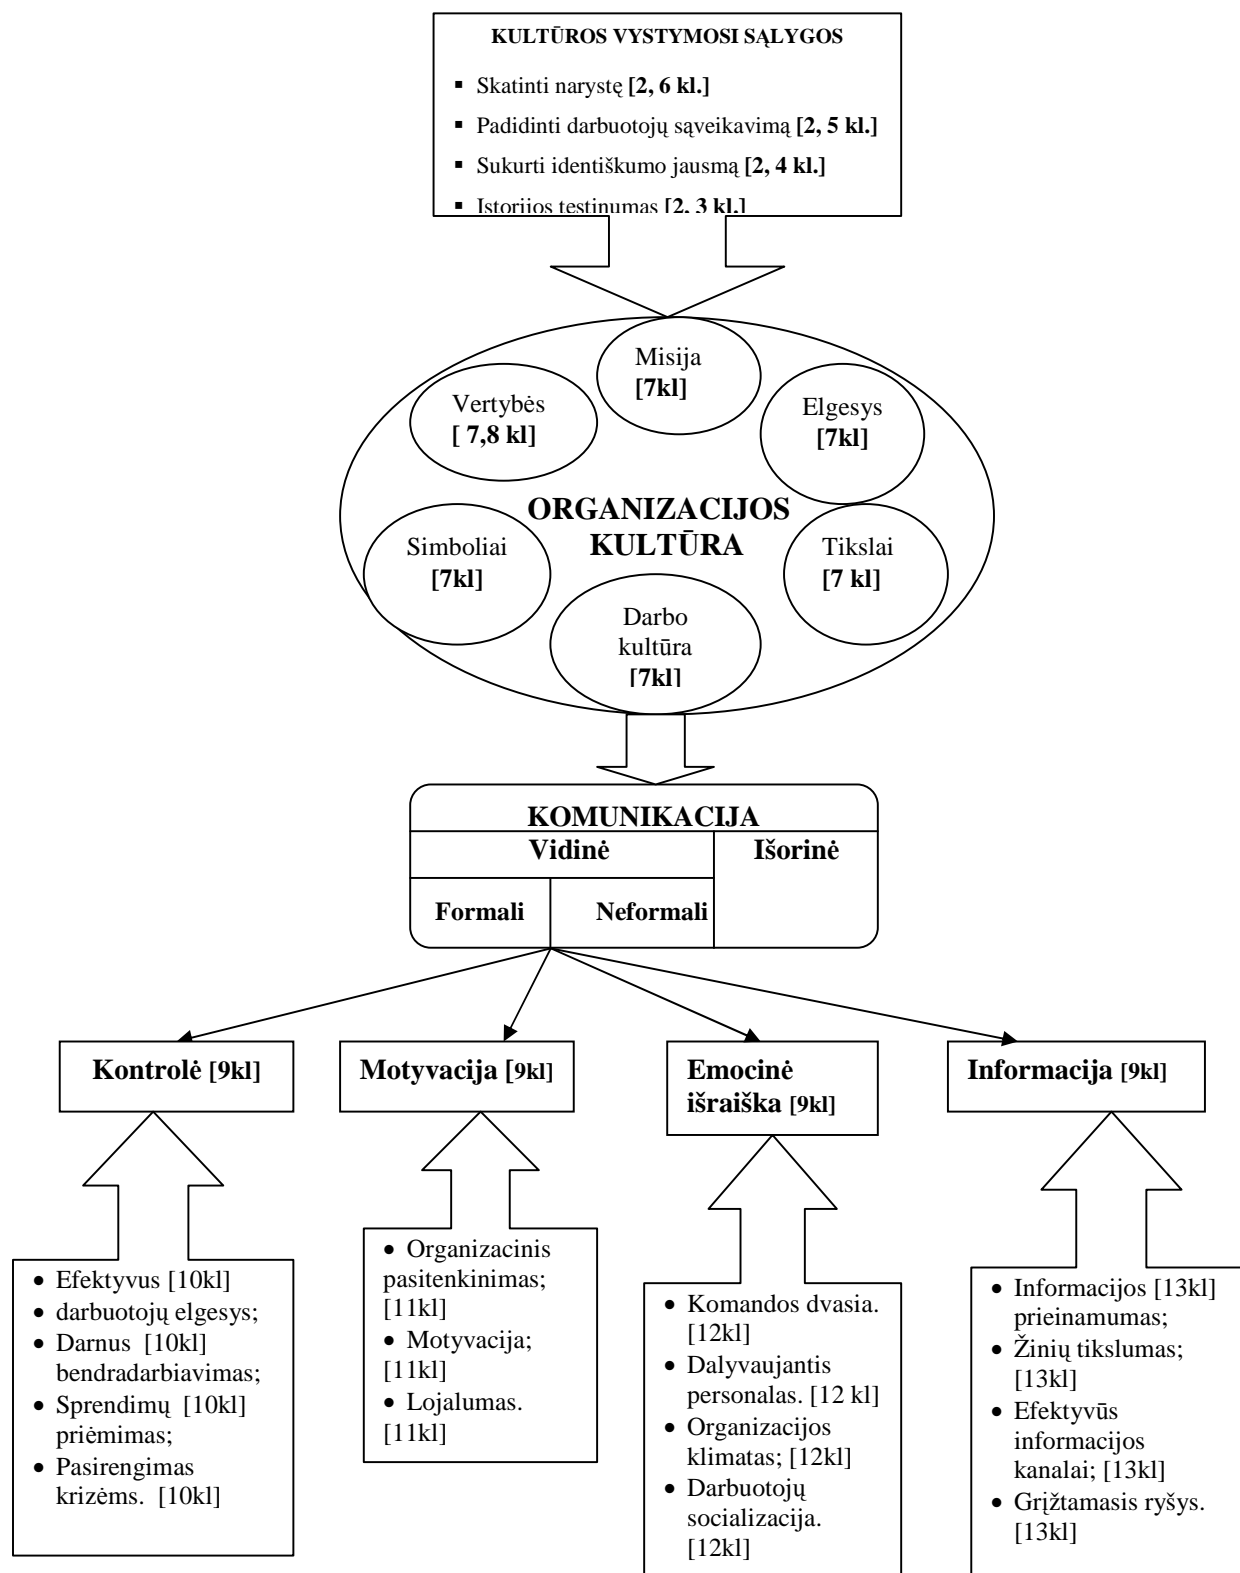 KULTŪROS VYSTYMOSI SĄLYGOS
▪ Skatinti narystę [2, 6 kl.]
▪ Padidinti darbuotojų sąveikavimą [2, 5 kl.]
▪ Sukurti identiškumo jausmą [2, 4 kl.]
▪ Istorijos testinumas [2, 3 kl.]
Misija
[7kl]
Vertybės
[ 7,8 kl]
Elgesys
[7kl]
ORGANIZACIJOS
KULTŪRA
Simboliai
[7kl]
Tikslai
[7 kl]
Darbo
kultūra
[7kl]
KOMUNIKACIJA
Vidinė
Išorinė
Formali
Neformali
Kontrolė [9kl]
Motyvacija [9kl]
Emocinė
išraiška [9kl]
Informacija [9kl]
• Efektyvus [10kl]
• darbuotojų elgesys;
• Darnus [10kl]
bendradarbiavimas;
• Sprendimų [10kl]
priėmimas;
• Pasirengimas
krizėms. [10kl]
• Organizacinis
pasitenkinimas;
[11kl]
• Motyvacija;
[11kl]
• Lojalumas.
[11kl]
• Komandos dvasia.
[12kl]
• Dalyvaujantis
personalas. [12 kl]
• Organizacijos
klimatas; [12kl]
• Darbuotojų
socializacija.
[12kl]
• Informacijos [13kl]
prieinamumas;
• Žinių tikslumas;
[13kl]
• Efektyvūs
informacijos
kanalai; [13kl]
• Grįžtamasis ryšys.
[13kl]